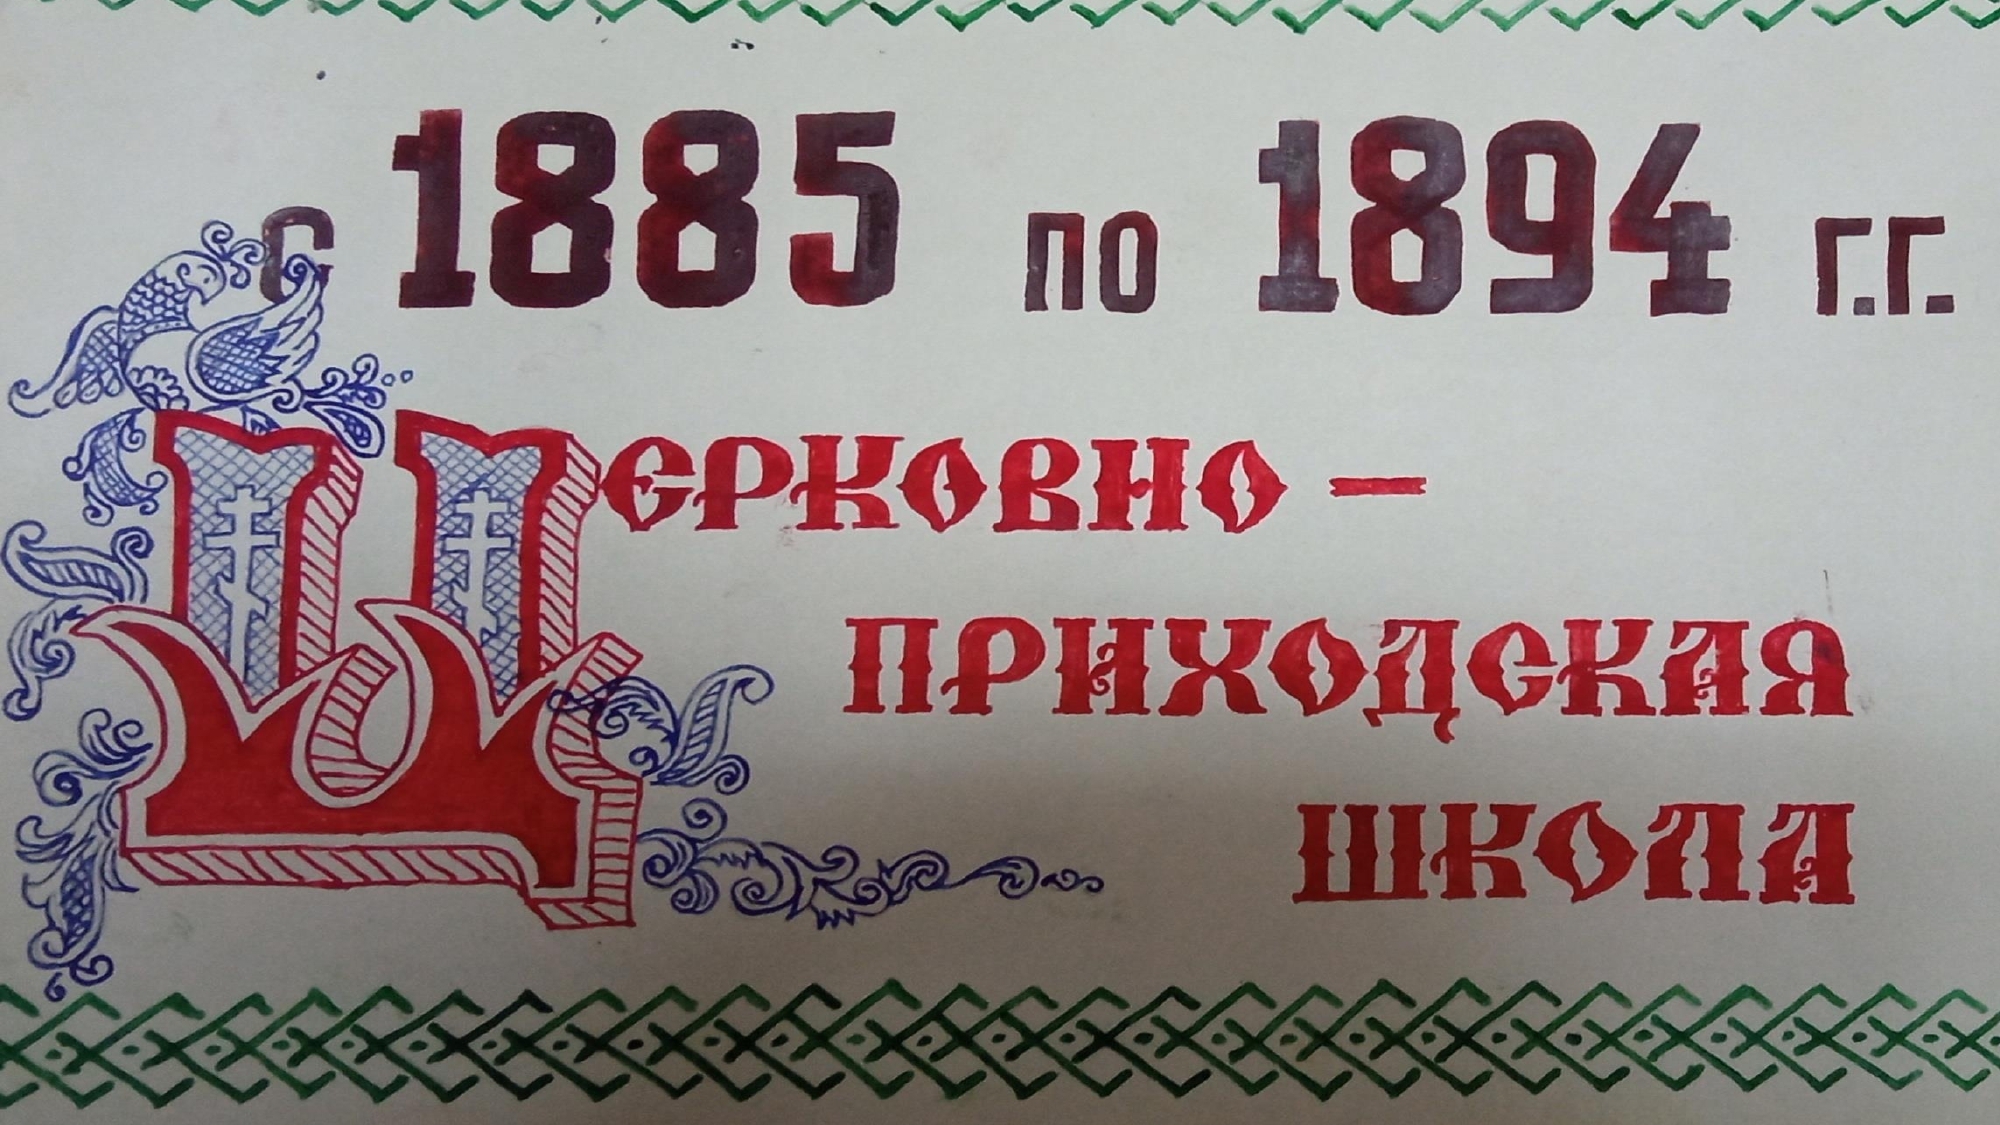 с 1885 по 1894 г.г.
Церковно –
приходская
школа